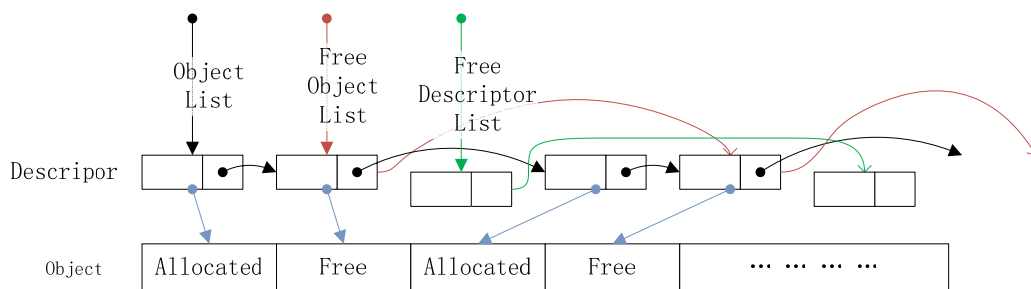 Object
List
Free
Object
List
Free
Descriptor
List
Descripor
Object
Allocated
Free
Allocated
Free
… … … …